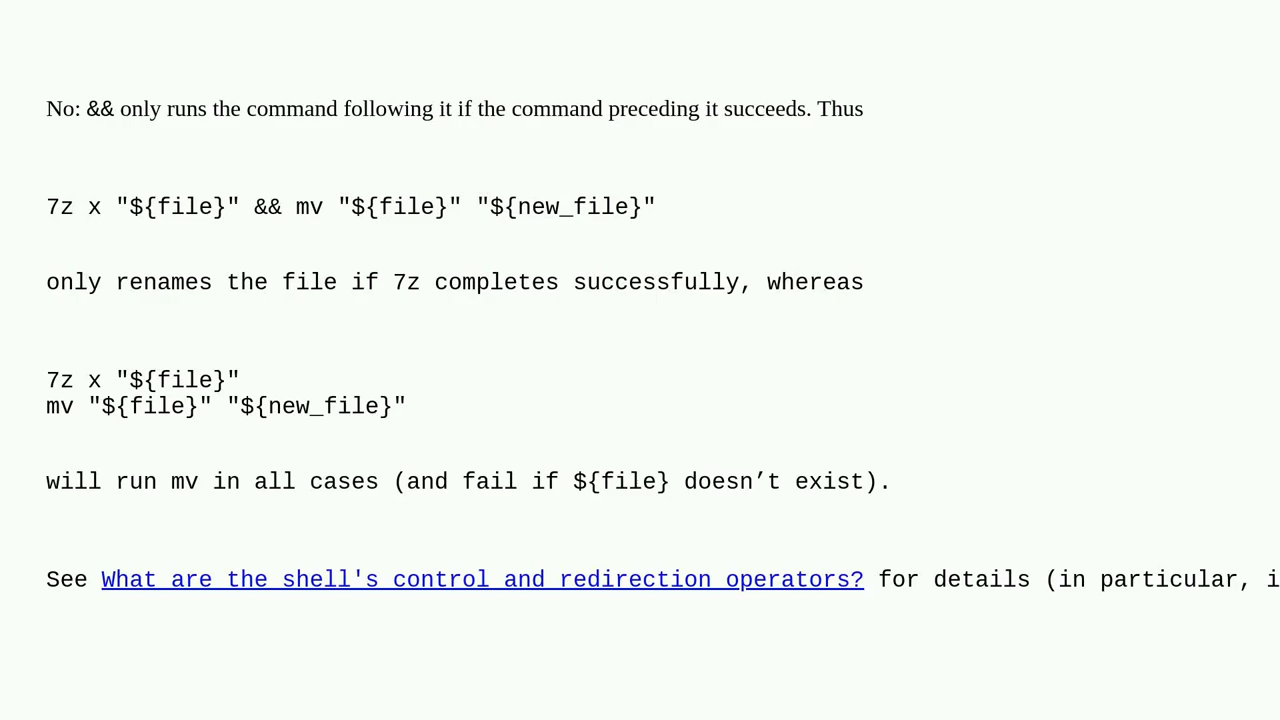 No: && only runs the command following it if the command preceding it succeeds. Thus
7z x "${file}" && mv "${file}" "${new_file}"
only renames the file if 7z completes successfully, whereas
7z x "${file}"
mv "${file}" "${new_file}"
will run mv in all cases (and fail if ${file} doesn’t exist).
See What are the shell's control and redirection operators? for details (in particular,